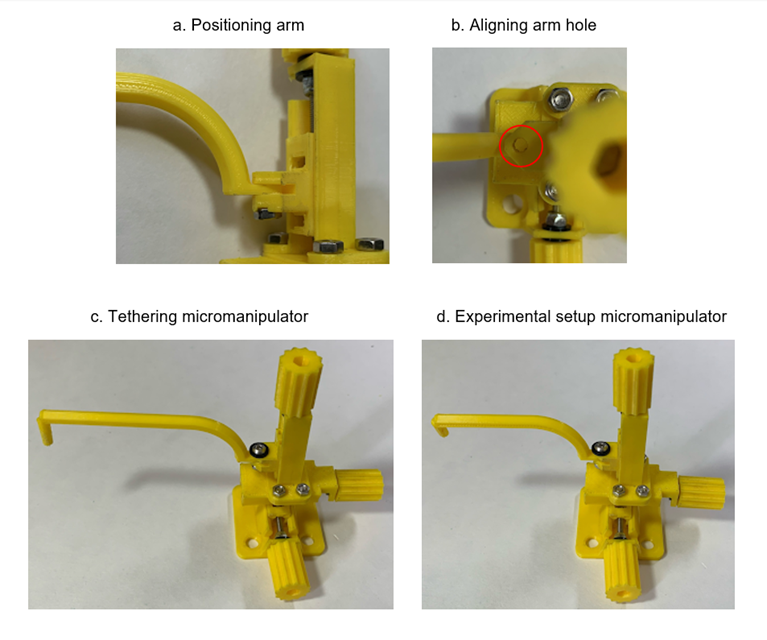 a. Positioning arm
b. Aligning arm hole
c. Tethering micromanipulator
d. Experimental setup micromanipulator